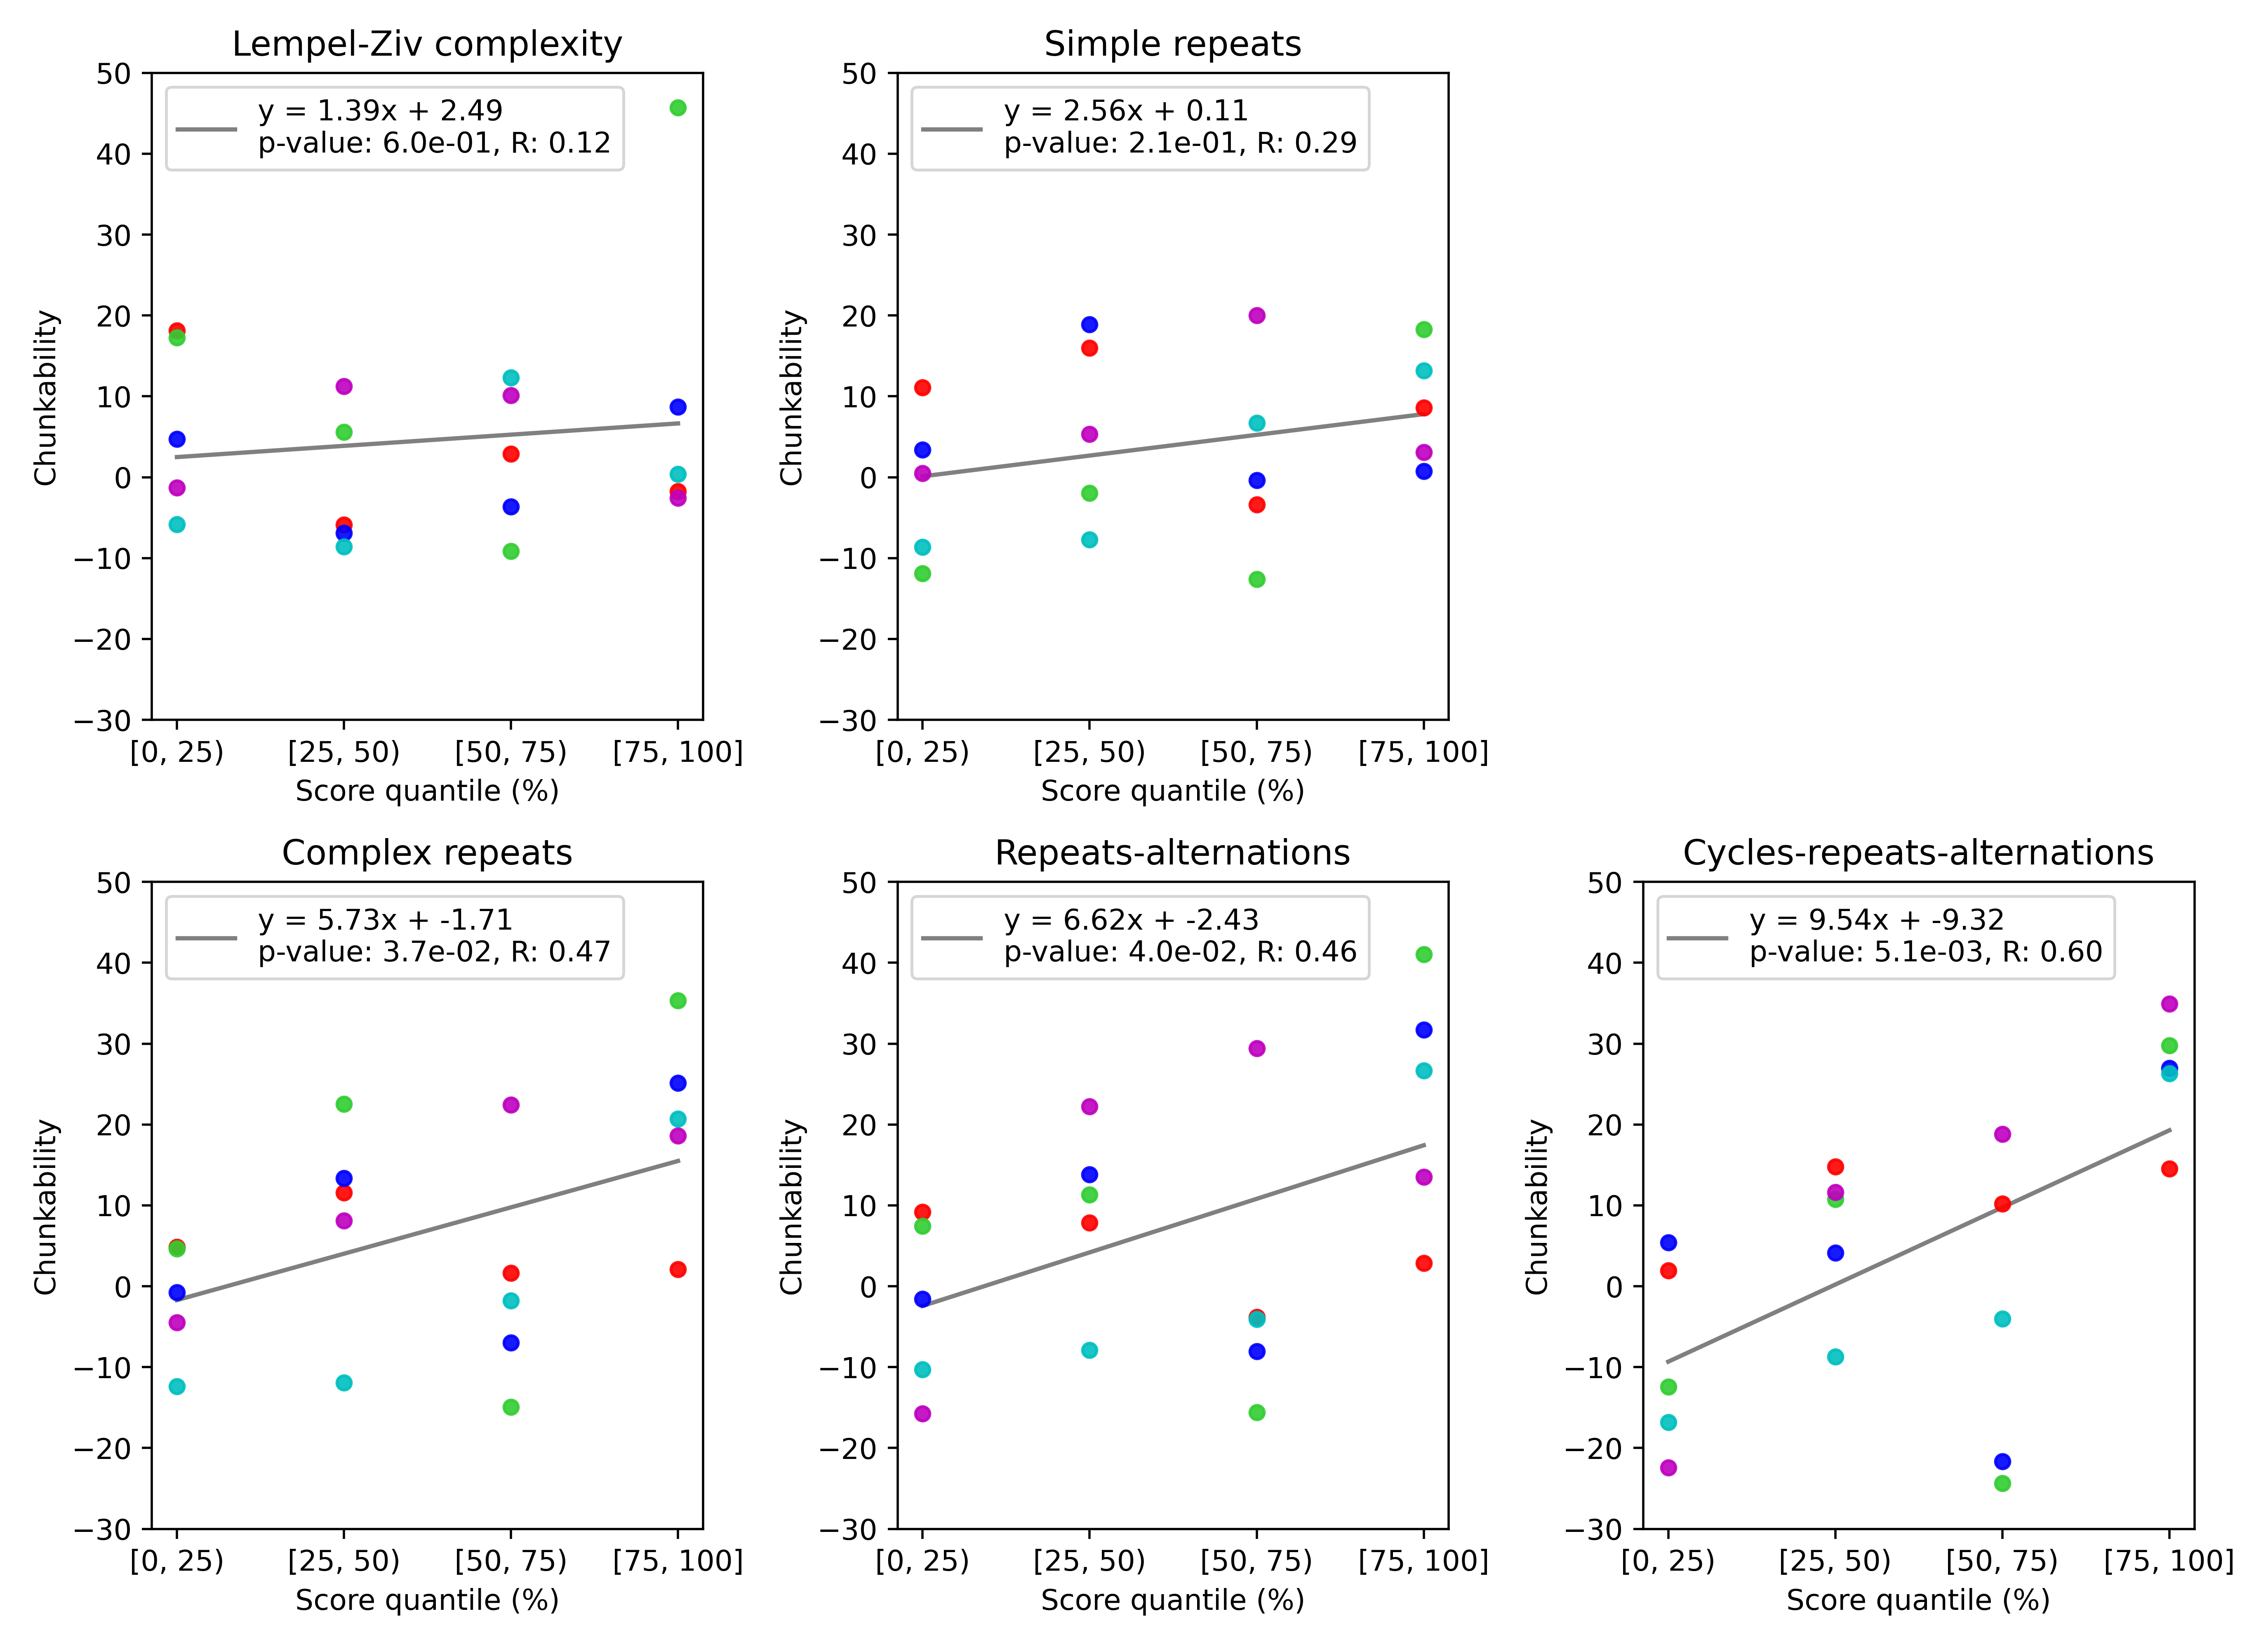 Lempel-Ziv complexity
y = 1.39x + 2.49
p-value: 6.0e-01, R: 0.12
50
40
30
20
10
0
−10
−20
−30
Chunkability
[0, 25) [25, 50) [50, 75) [75, 100]
Score quantile (%)
Simple repeats
y = 2.56x + 0.11
p-value: 2.1e-01, R: 0.29
50
40
30
20
10
0
−10
−20
−30
Chunkability
[0, 25) [25, 50) [50, 75) [75, 100]
Score quantile (%)
Complex repeats
y = 5.73x + -1.71
p-value: 3.7e-02, R: 0.47
50
40
30
20
10
0
−10
−20
−30
Chunkability
[0, 25) [25, 50) [50, 75) [75, 100]
Score quantile (%)
Repeats-alternations
y = 6.62x + -2.43
p-value: 4.0e-02, R: 0.46
50
40
30
20
10
0
−10
−20
−30
Chunkability
[0, 25) [25, 50) [50, 75) [75, 100]
Score quantile (%)
Cycles-repeats-alternations
y = 9.54x + -9.32
p-value: 5.1e-03, R: 0.60
50
40
30
20
10
0
−10
−20
−30
Chunkability
[0, 25) [25, 50) [50, 75) [75, 100]
Score quantile (%)